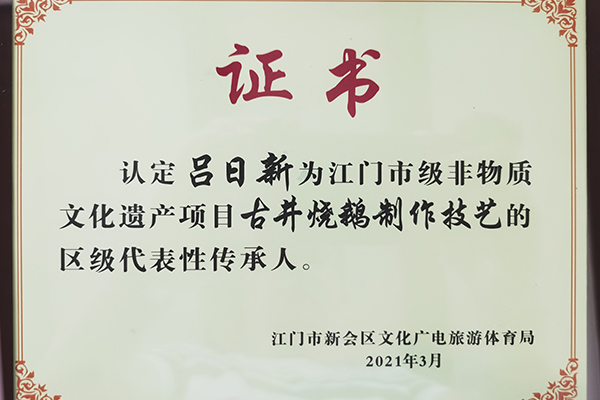 证书
认定吕日新为江门市级非物质
文化遗产项目古井烧鹅制作技艺的
区级代表性传承人。
江门市新会区文化广电旅游体育局
2021年3月